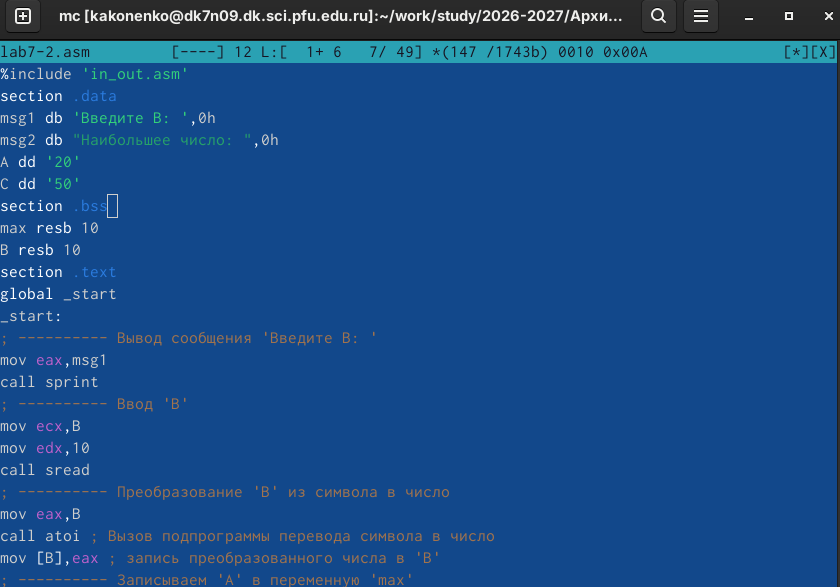 mc [kakonenko@dk7n09.dk.sci.pfu.edu.ru]:~/work/study/2026-2027/Архи...
lab7-2.asm [----] 12 L:[ 1+ 6 7/ 49] *(147 /1743b) 0010 0x00A [*][X]
%include 'in_out.asm'
section .data
msg1 db 'Введите B: ',0h
msg2 db "Наибольшее число: ",0h
A dd '20'
C dd '50'
section .bss
max resb 10
B resb 10
section .text
global _start
_start:
; ---------- Вывод сообщения 'Введите B: '
mov eax,msg1
call sprint
; ---------- Ввод 'B'
mov ecx,B
mov edx,10
call sread
; ---------- Преобразование 'B' из символа в число
mov eax,B
call atoi ; Вызов подпрограммы перевода символа в число
mov [B],eax ; запись преобразованного числа в 'B'
; ---------- Записываем 'A' в переменную 'max'